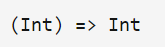 (Int) => Int